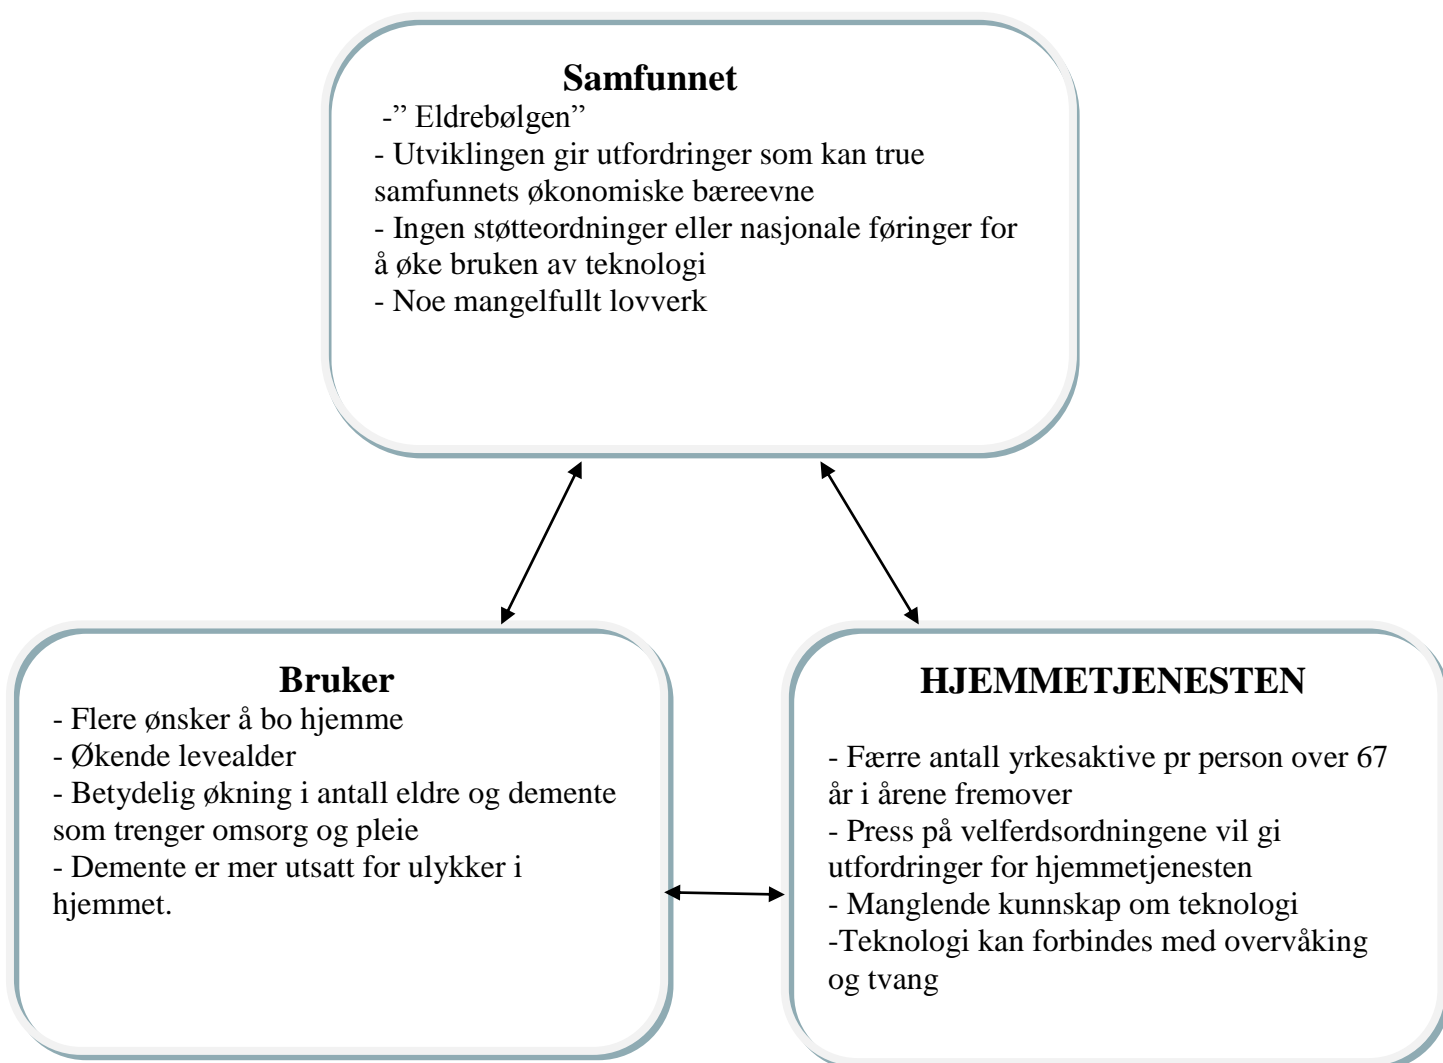 Samfunnet
-” Eldrebølgen”
- Utviklingen gir utfordringer som kan true
samfunnets økonomiske bæreevne
- Ingen støtteordninger eller nasjonale føringer for
å øke bruken av teknologi
- Noe mangelfullt lovverk
Bruker
- Flere ønsker å bo hjemme
- Økende levealder
- Betydelig økning i antall eldre og demente
som trenger omsorg og pleie
- Demente er mer utsatt for ulykker i
hjemmet.
HJEMMETJENESTEN
- Færre antall yrkesaktive pr person over 67
år i årene fremover
- Press på velferdsordningene vil gi
utfordringer for hjemmetjenesten
- Manglende kunnskap om teknologi
-Teknologi kan forbindes med overvåking
og tvang